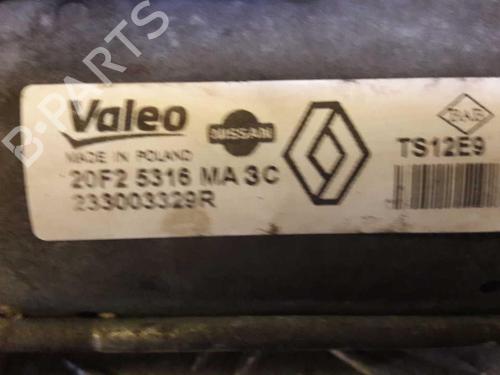 B-PARTS
Valeo
NISSAN
MADE IN POLAND
20F2 5316 MA 3C
233003329R
TS12E9